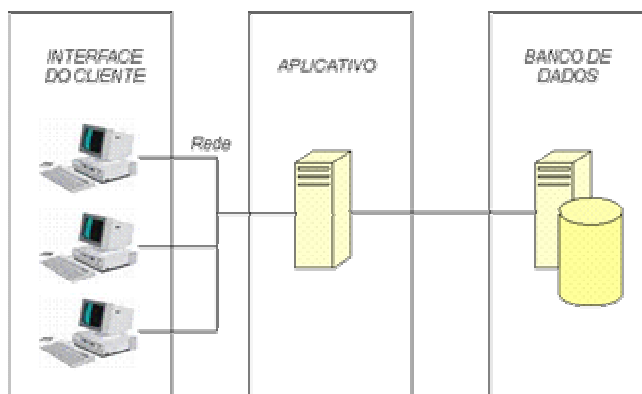 INTERFACE
DO CLIENTE
APLICATIVO
BANCO DE
DADOS
Rede